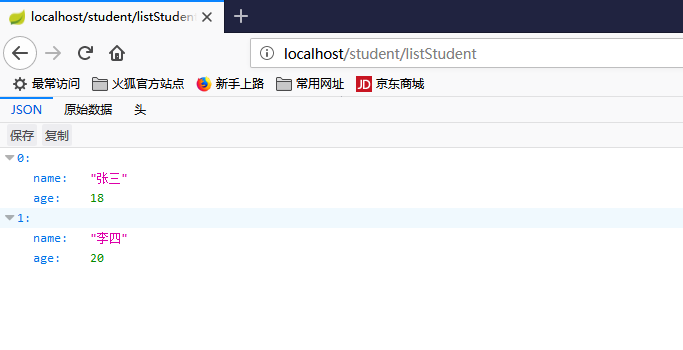 localhost/student/listStudent
localhost/student/listStudent
最常访问 火狐官方站点 新手上路 常用网址 JD 京东商城
JSON 原始数据 头
保存 复制
0:
name: "张三"
age: 18
1:
name: "李四"
age: 20